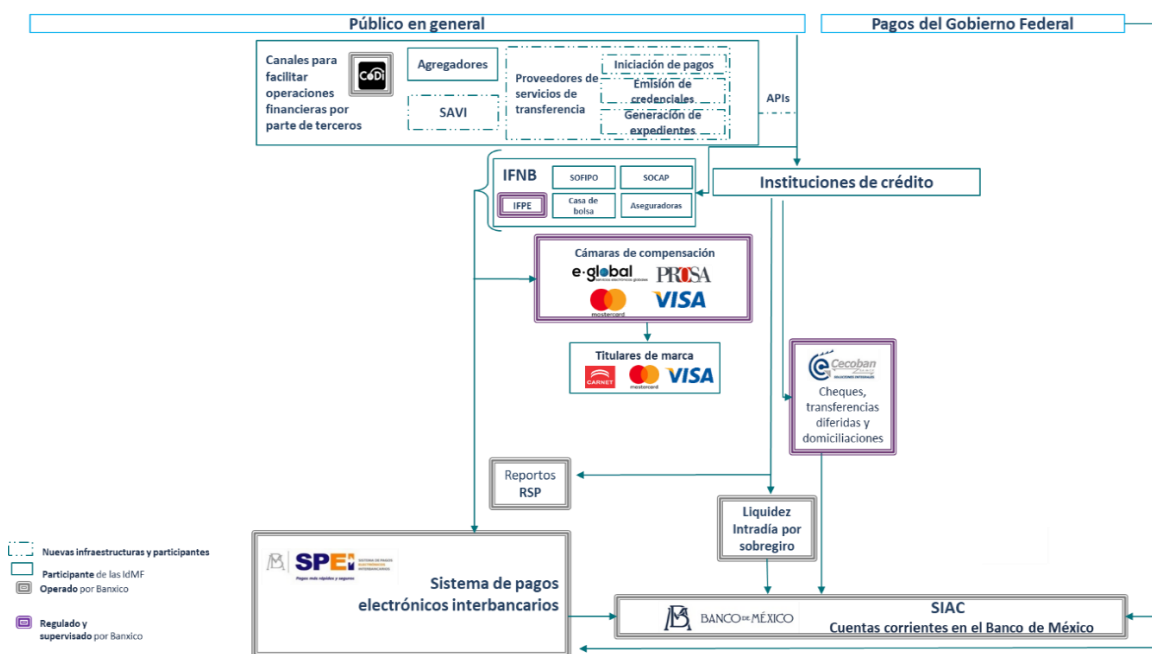 Público en general
Pagos del Gobierno Federal
Canales para
facilitar
operaciones
financieras por
parte de terceros
CoDi
Agregadores
SAVI
Proveedores de
servicios de
transferencia
Iniciación de pagos
Emisión de
credenciales
Generación de
expedientes
APIs
IFNB
SOFIPO
SOCAP
IFPE
Casa de
bolsa
Aseguradoras
Instituciones de crédito
Cámaras de compensación
e·global
PROSA
mastercard
VISA
Titulares de marca
CARNET
mastercard
VISA
Cecoban
Cheques,
transferencias
diferidas y
domiciliaciones
Reportos
RSP
Liquidez
Intradía por
sobregiro
Nuevas infraestructuras y participantes
Participante de las IdMF
Operado por Banxico
Regulado y
supervisado por Banxico
SPEI
SISTEMA DE PAGOS
ELECTRÓNICOS
INTERBANCARIOS
Pagos más rápidos y seguros
Sistema de pagos
electrónicos interbancarios
BANCO DE MÉXICO
SIAC
Cuentas corrientes en el Banco de México